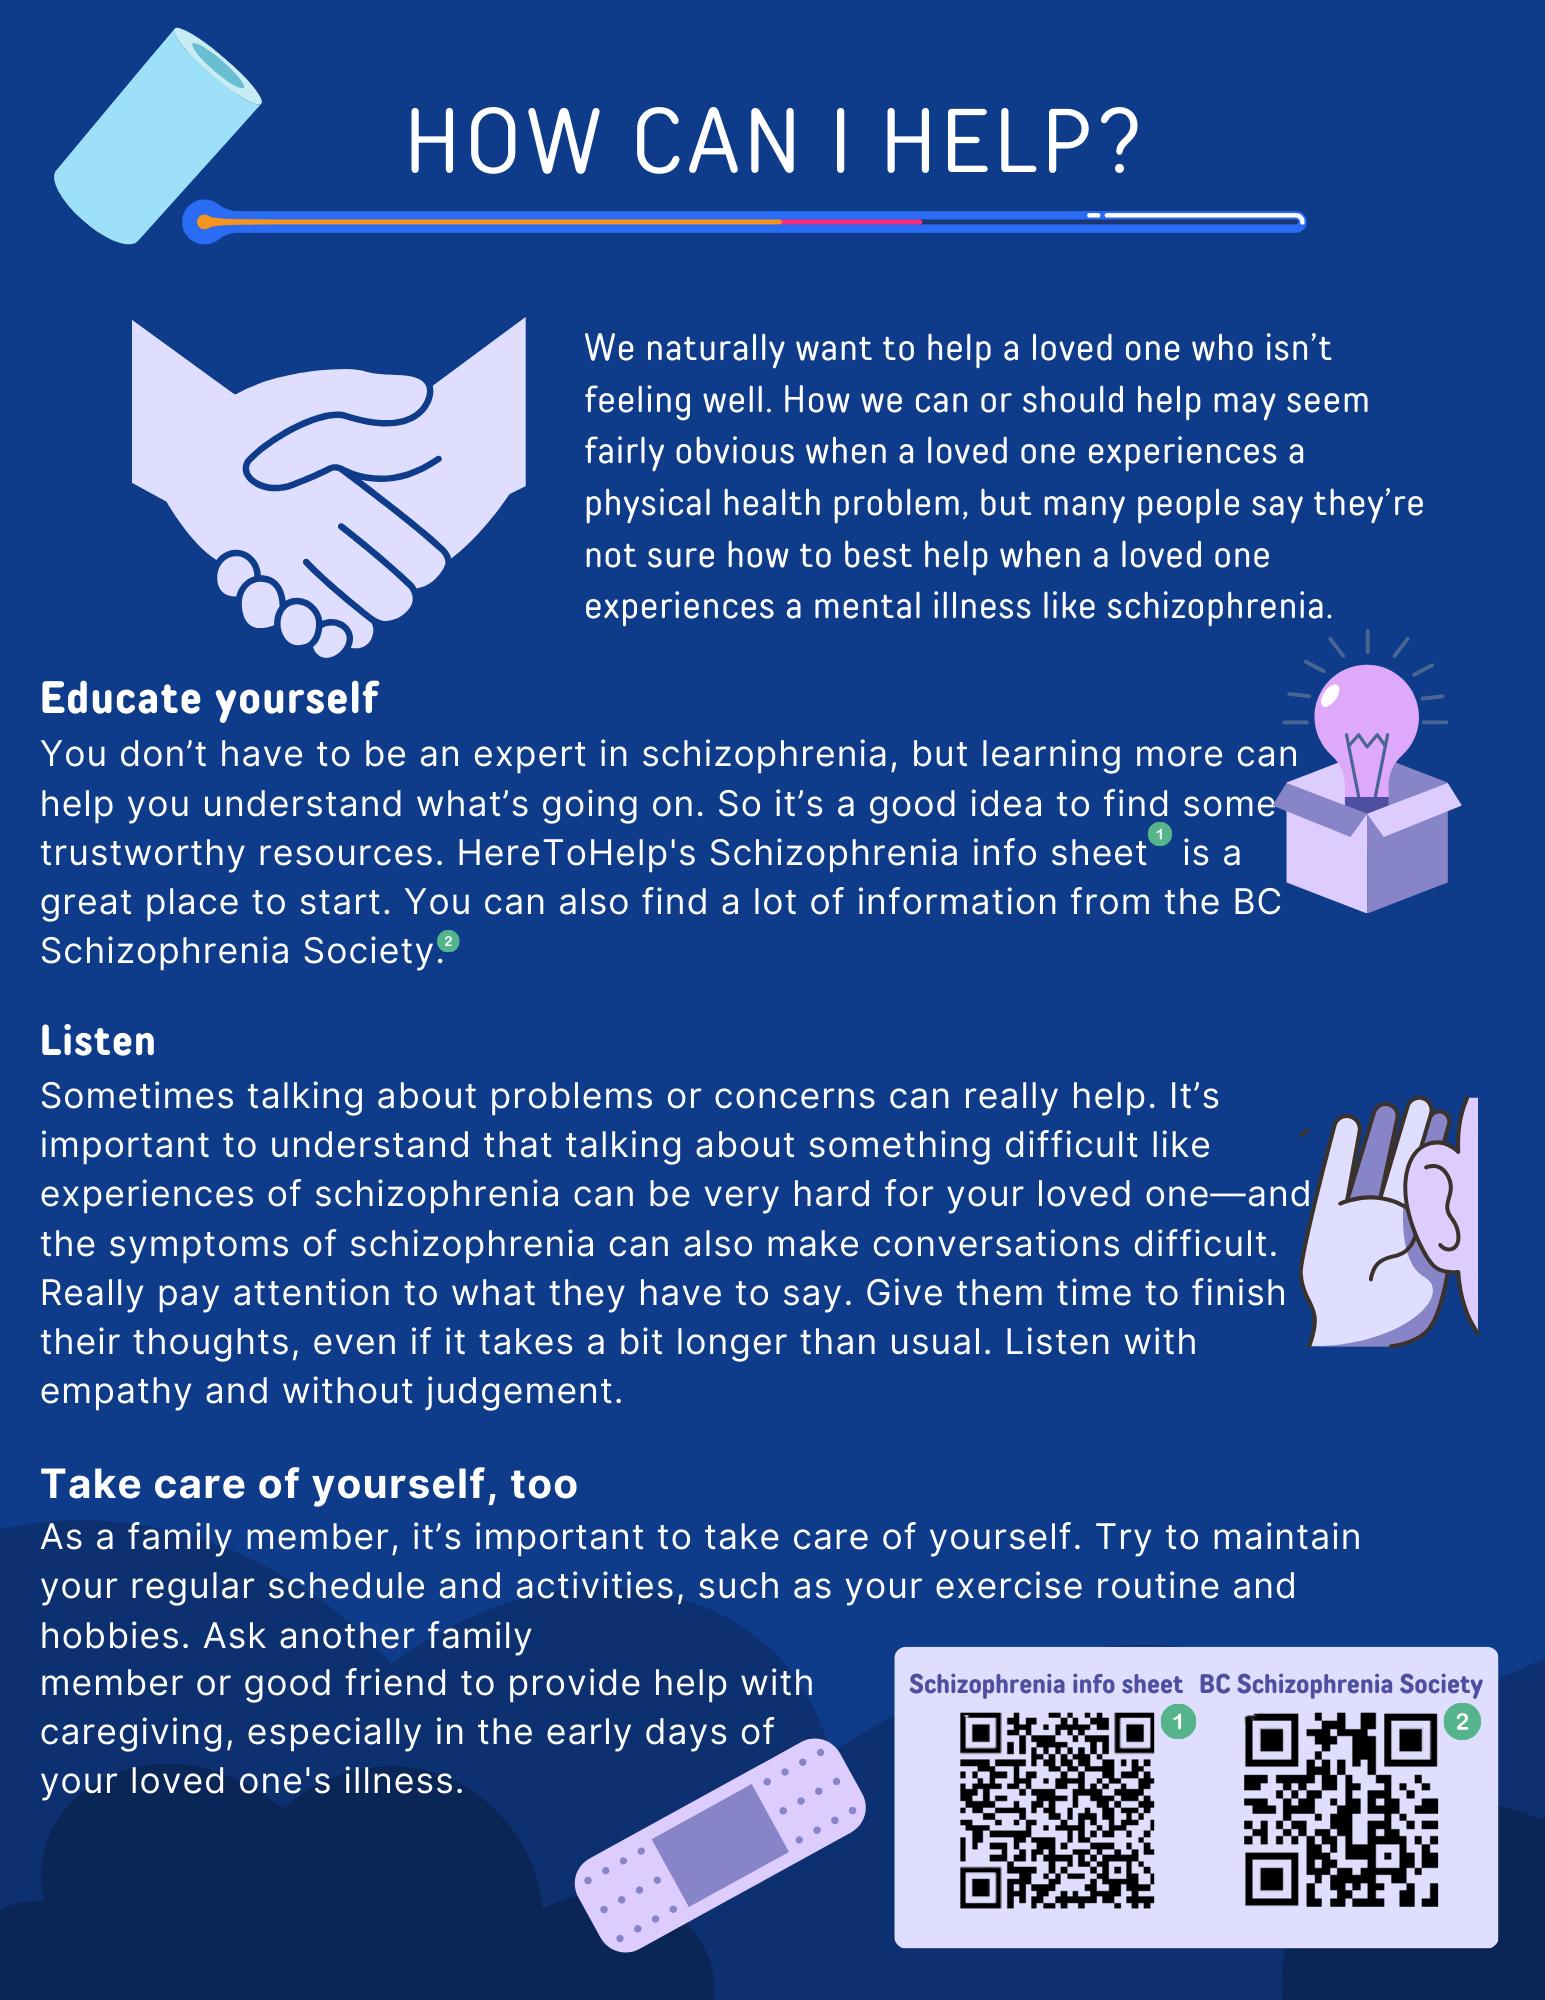 HOW CAN I HELP?
We naturally want to help a loved one who isn’t
feeling well. How we can or should help may seem
fairly obvious when a loved one experiences a
physical health problem, but many people say they’re
not sure how to best help when a loved one
experiences a mental illness like schizophrenia.
Educate yourself
You don’t have to be an expert in schizophrenia, but learning more can
help you understand what’s going on. So it’s a good idea to find some
trustworthy resources. HereToHelp's Schizophrenia info sheet 1 is a
great place to start. You can also find a lot of information from the BC
Schizophrenia Society. 2
Listen
Sometimes talking about problems or concerns can really help. It’s
important to understand that talking about something difficult like
experiences of schizophrenia can be very hard for your loved one—and
the symptoms of schizophrenia can also make conversations difficult.
Really pay attention to what they have to say. Give them time to finish
their thoughts, even if it takes a bit longer than usual. Listen with
empathy and without judgement.
Take care of yourself, too
As a family member, it’s important to take care of yourself. Try to maintain
your regular schedule and activities, such as your exercise routine and
hobbies. Ask another family
member or good friend to provide help with
caregiving, especially in the early days of
your loved one's illness.
Schizophrenia info sheet
1
BC Schizophrenia Society
2